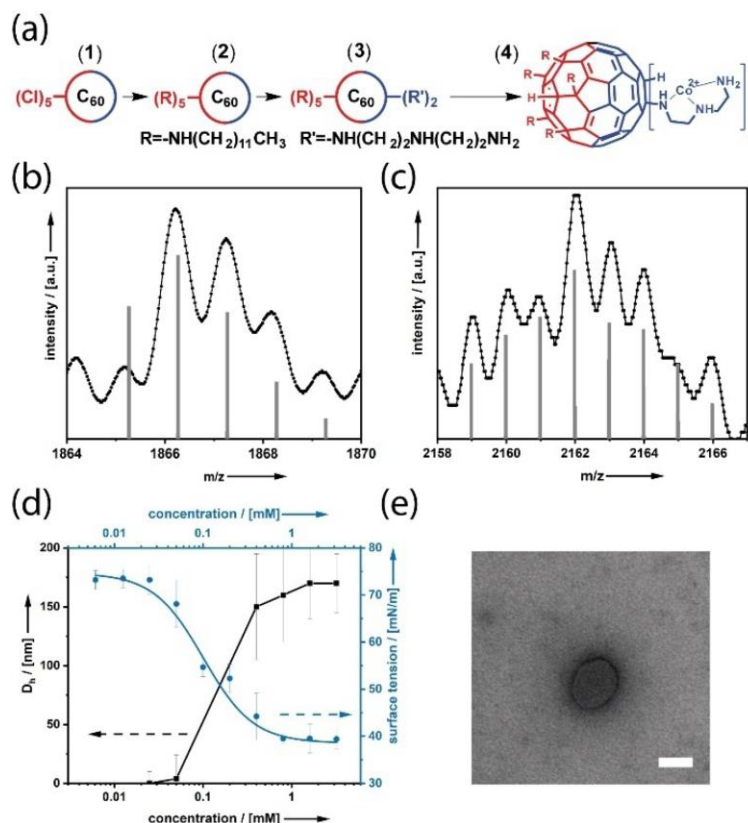 (a)
(1) (2) (3) (4)
(Cl)5 C60 (R)5 C60 (R)5 C60 (R')2
R=-NH(CH2)11CH3 R'=-NH(CH2)2NH(CH2)2NH2
R
R
H
R
R
R
H
NH
Co2+
NH2
NH
(b)
intensity / [a.u.]
1864 1866 1868 1870
m/z
(c)
intensity / [a.u.]
2158 2160 2162 2164 2166
m/z
(d)
concentration / [mM]
0.01 0.1 1
Dh / [nm]
200
150
100
50
0
80
70
60
50
40
30
surface tension / [mN/m]
0.01 0.1 1
concentration / [mM]
(e)